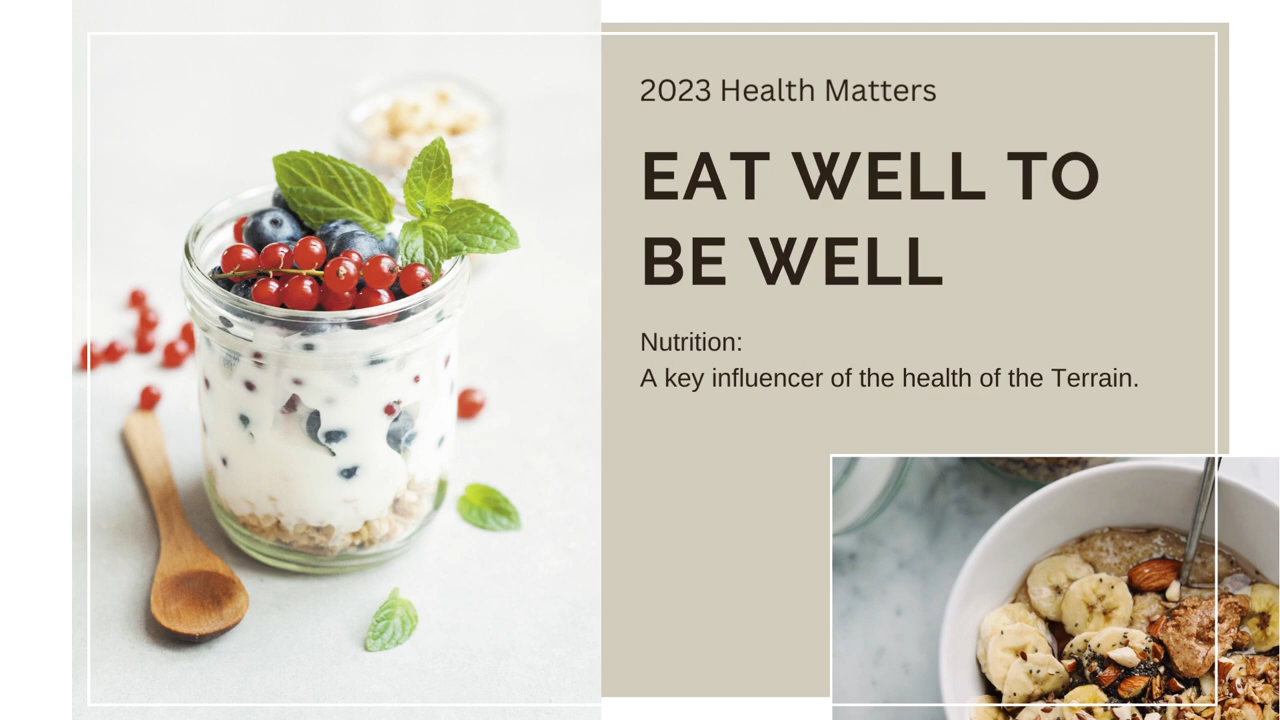 2023 Health Matters
EAT WELL TO
BE WELL
Nutrition:
A key influencer of the health of the Terrain.